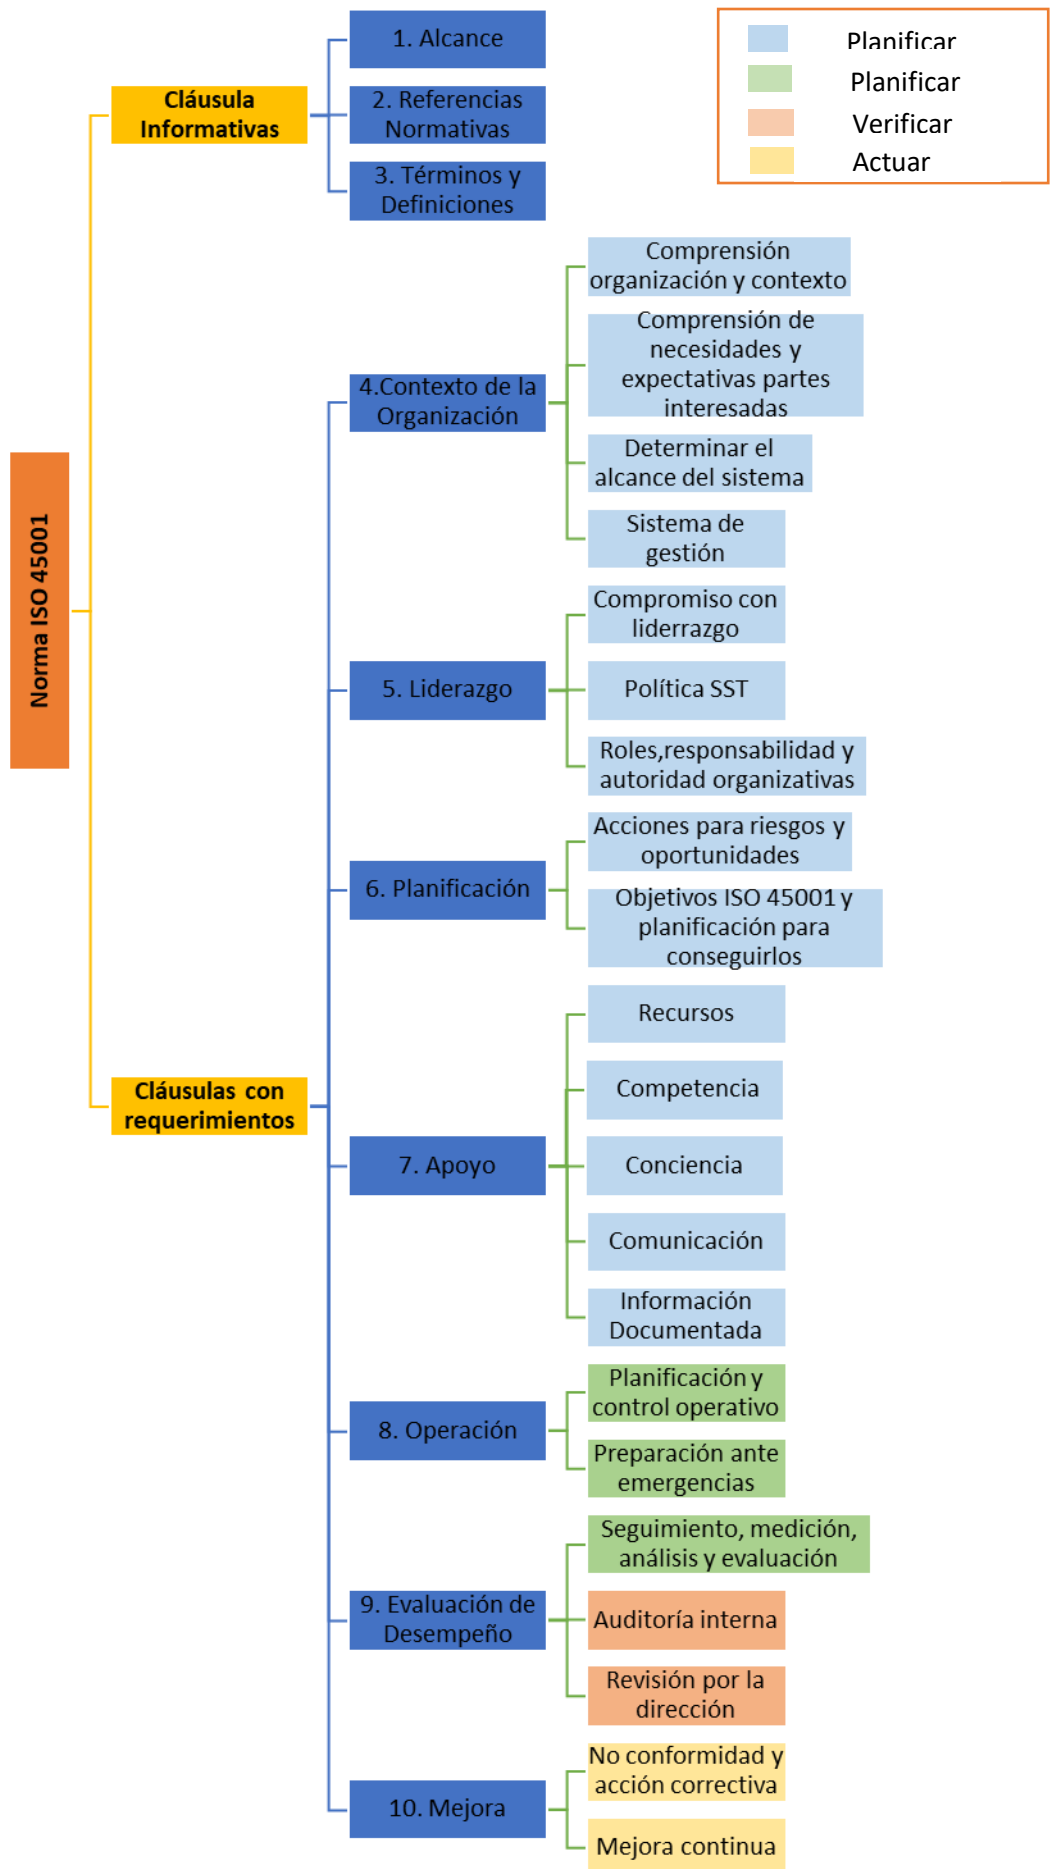 Norma ISO 45001
Cláusula
Informativas
1. Alcance
2. Referencias
Normativas
3. Términos y
Definiciones
Planificar
Planificar
Verificar
Actuar
Cláusulas con
requerimientos
4.Contexto de la
Organización
Comprensión
organización y contexto
Comprensión de
necesidades y
expectativas partes
interesadas
Determinar el
alcance del sistema
Sistema de
gestión
5. Liderazgo
Compromiso con
liderrazgo
Política SST
Roles,responsabilidad y
autoridad organizativas
6. Planificación
Acciones para riesgos y
oportunidades
Objetivos ISO 45001 y
planificación para
conseguirlos
7. Apoyo
Recursos
Competencia
Conciencia
Comunicación
Información
Documentada
8. Operación
Planificación y
control operativo
Preparación ante
emergencias
9. Evaluación de
Desempeño
Seguimiento, medición,
análisis y evaluación
Auditoría interna
Revisión por la
dirección
10. Mejora
No conformidad y
acción correctiva
Mejora continua